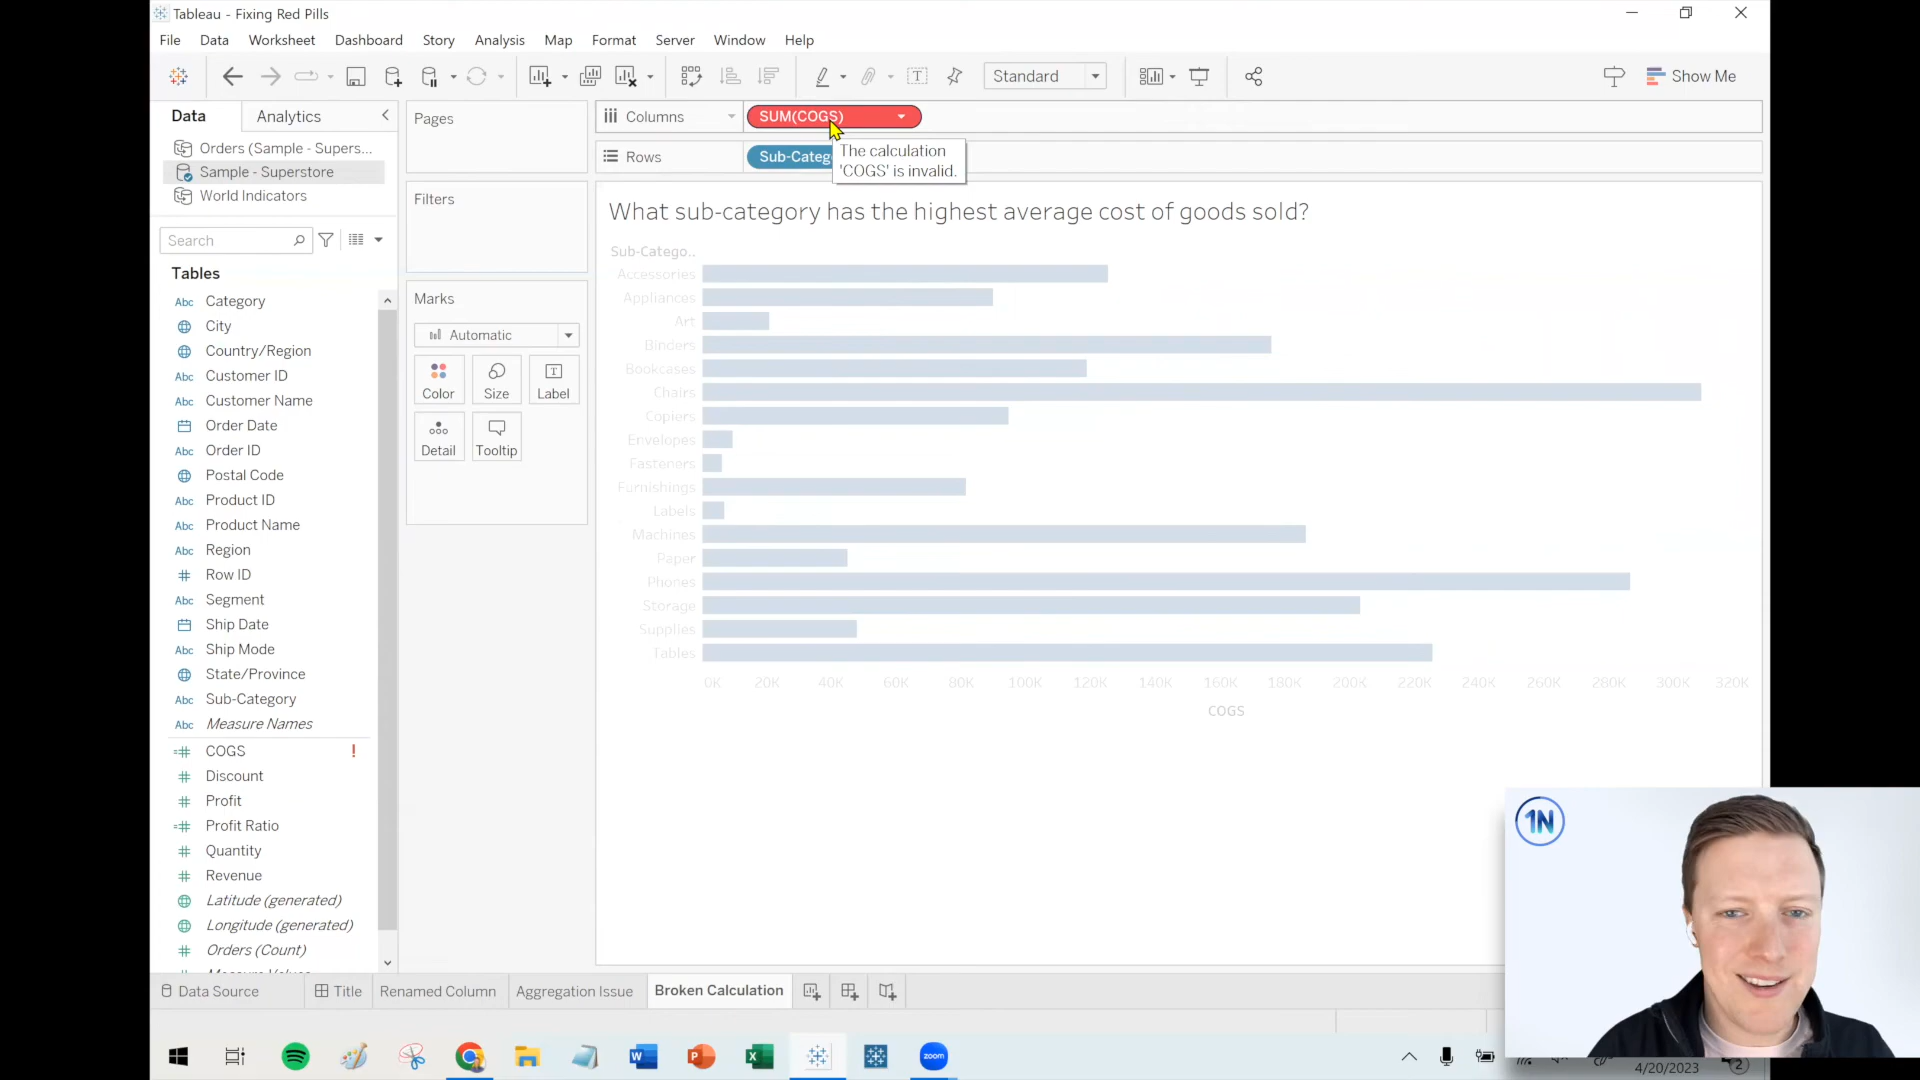 Tableau - Fixing Red Pills
File Data Worksheet Dashboard Story Analysis Map Format Server Window Help
Standard
Show Me
Data
Analytics
Orders (Sample - Supers...
Sample - Superstore
World Indicators
Search
Tables
Abc Category
City
Country/Region
Abc Customer ID
Abc Customer Name
Order Date
Abc Order ID
Postal Code
Abc Product ID
Abc Product Name
Abc Region
Row ID
Abc Segment
Ship Date
Abc Ship Mode
State/Province
Abc Sub-Category
Abc Measure Names
COGS !
Discount
Profit
Profit Ratio
Quantity
Revenue
Latitude (generated)
Longitude (generated)
Orders (Count)
Pages
Filters
Marks
Automatic
Color Size Label
Detail Tooltip
Columns SUM(COGS)
Rows Sub-Catego
The calculation
'COGS' is invalid.
What sub-category has the highest average cost of goods sold?
Sub-Catego..
Accessories
Appliances
Art
Binders
Bookcases
Chairs
Copiers
Envelopes
Fasteners
Furnishings
Labels
Machines
Paper
Phones
Storage
Supplies
Tables
0K 20K 40K 60K 80K 100K 120K 140K 160K 180K 200K 220K 240K 260K 280K 300K 320K
COGS
1N
Data Source Title Renamed Column Aggregation Issue Broken Calculation
zoom
4/20/2023
2